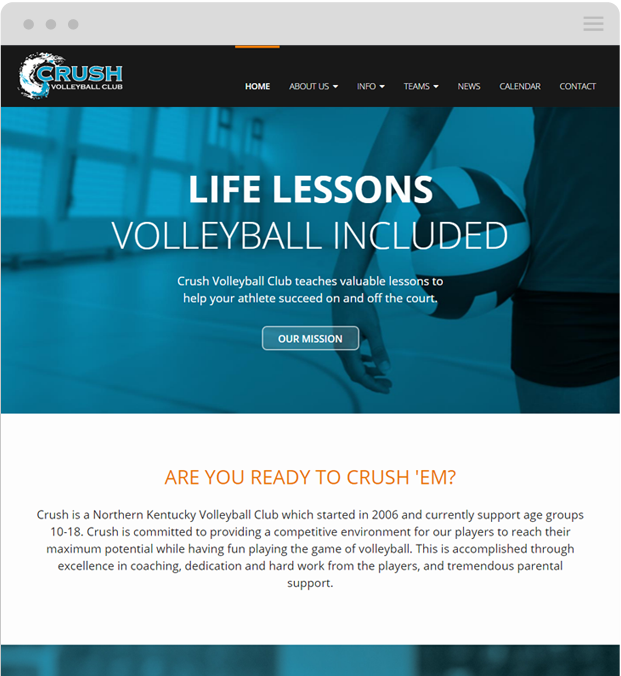 CRUSH
VOLLEYBALL CLUB
HOME ABOUT US INFO TEAMS NEWS CALENDAR CONTACT
LIFE LESSONS
VOLLEYBALL INCLUDED
Crush Volleyball Club teaches valuable lessons to
help your athlete succeed on and off the court.
OUR MISSION
ARE YOU READY TO CRUSH 'EM?
Crush is a Northern Kentucky Volleyball Club which started in 2006 and currently support age groups
10-18. Crush is committed to providing a competitive environment for our players to reach their
maximum potential while having fun playing the game of volleyball. This is accomplished through
excellence in coaching, dedication and hard work from the players, and tremendous parental
support.